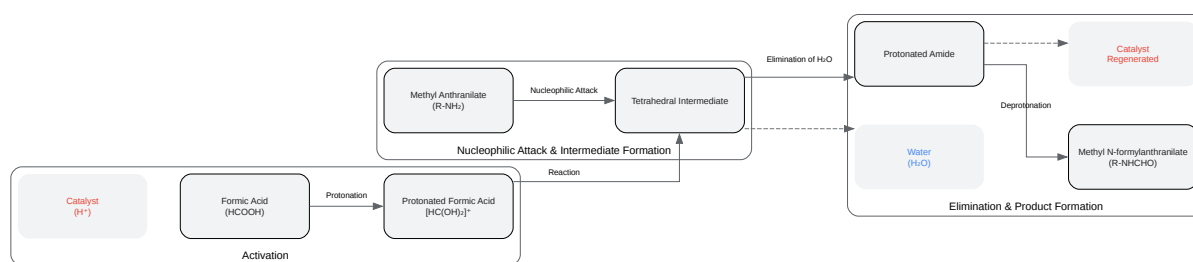 Catalyst
(H⁺)
Formic Acid
(HCOOH)
Protonation
Protonated Formic Acid
[HC(OH)₂]⁺
Activation
Reaction
Methyl Anthranilate
(R-NH₂)
Nucleophilic Attack
Tetrahedral Intermediate
Nucleophilic Attack & Intermediate Formation
Elimination of H₂O
Protonated Amide
Catalyst
Regenerated
Deprotonation
Water
(H₂O)
Methyl N-formylanthranilate
(R-NHCHO)
Elimination & Product Formation